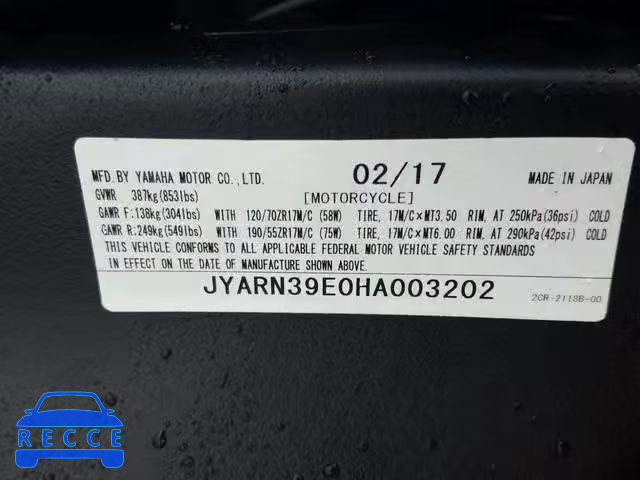 MFD.BY YAMAHA MOTOR CO.,LTD. 02/17 MADE IN JAPAN
GVWR 387kg(853lbs) [MOTORCYCLE]
GAWR F:138kg(304lbs) WITH 120/70ZR17M/C (58W) TIRE, 17M/C×MT3.50 RIM, AT 250kPa(36psi) COLD
GAWR R:249kg(549lbs) WITH 190/55ZR17M/C (75W) TIRE, 17M/C×MT6.00 RIM, AT 290kPa(42psi) COLD
THIS VEHICLE CONFORMS TO ALL APPLICABLE FEDERAL MOTOR VEHICLE SAFETY STANDARDS
IN EFFECT ON THE DATE OF MANUFACTURE SHOWN ABOVE.
JYARN39E0HA003202 2CR-2118B-00
RECCE